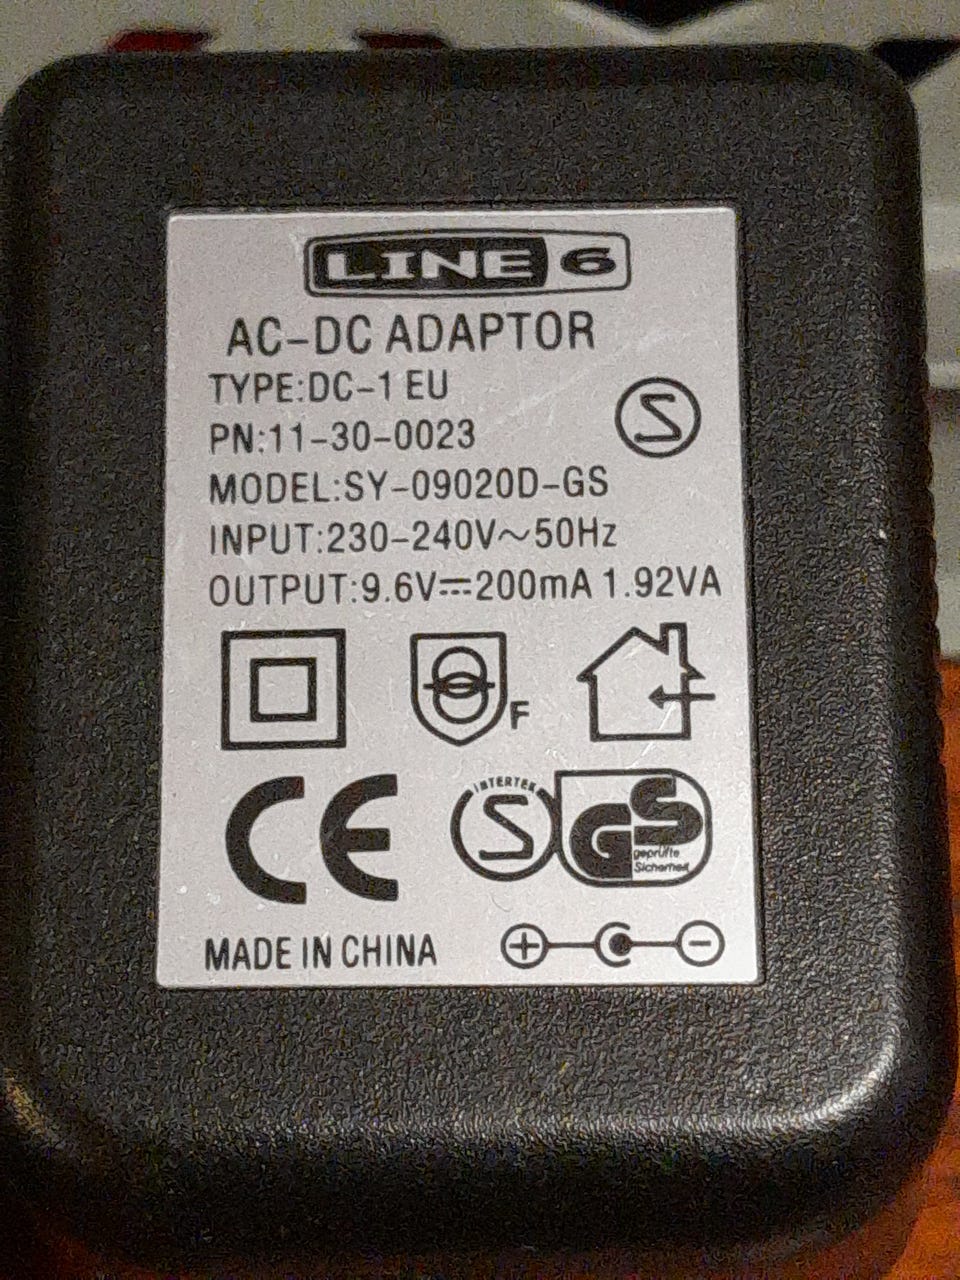 LINE 6
AC-DC ADAPTOR
TYPE:DC-1 EU
PN:11-30-0023
MODEL:SY-09020D-GS
INPUT:230-240V~50Hz
OUTPUT:9.6V⎓200mA 1.92VA
F
CE
INTERTEK
S
GS
geprüfte
Sicherheit
MADE IN CHINA